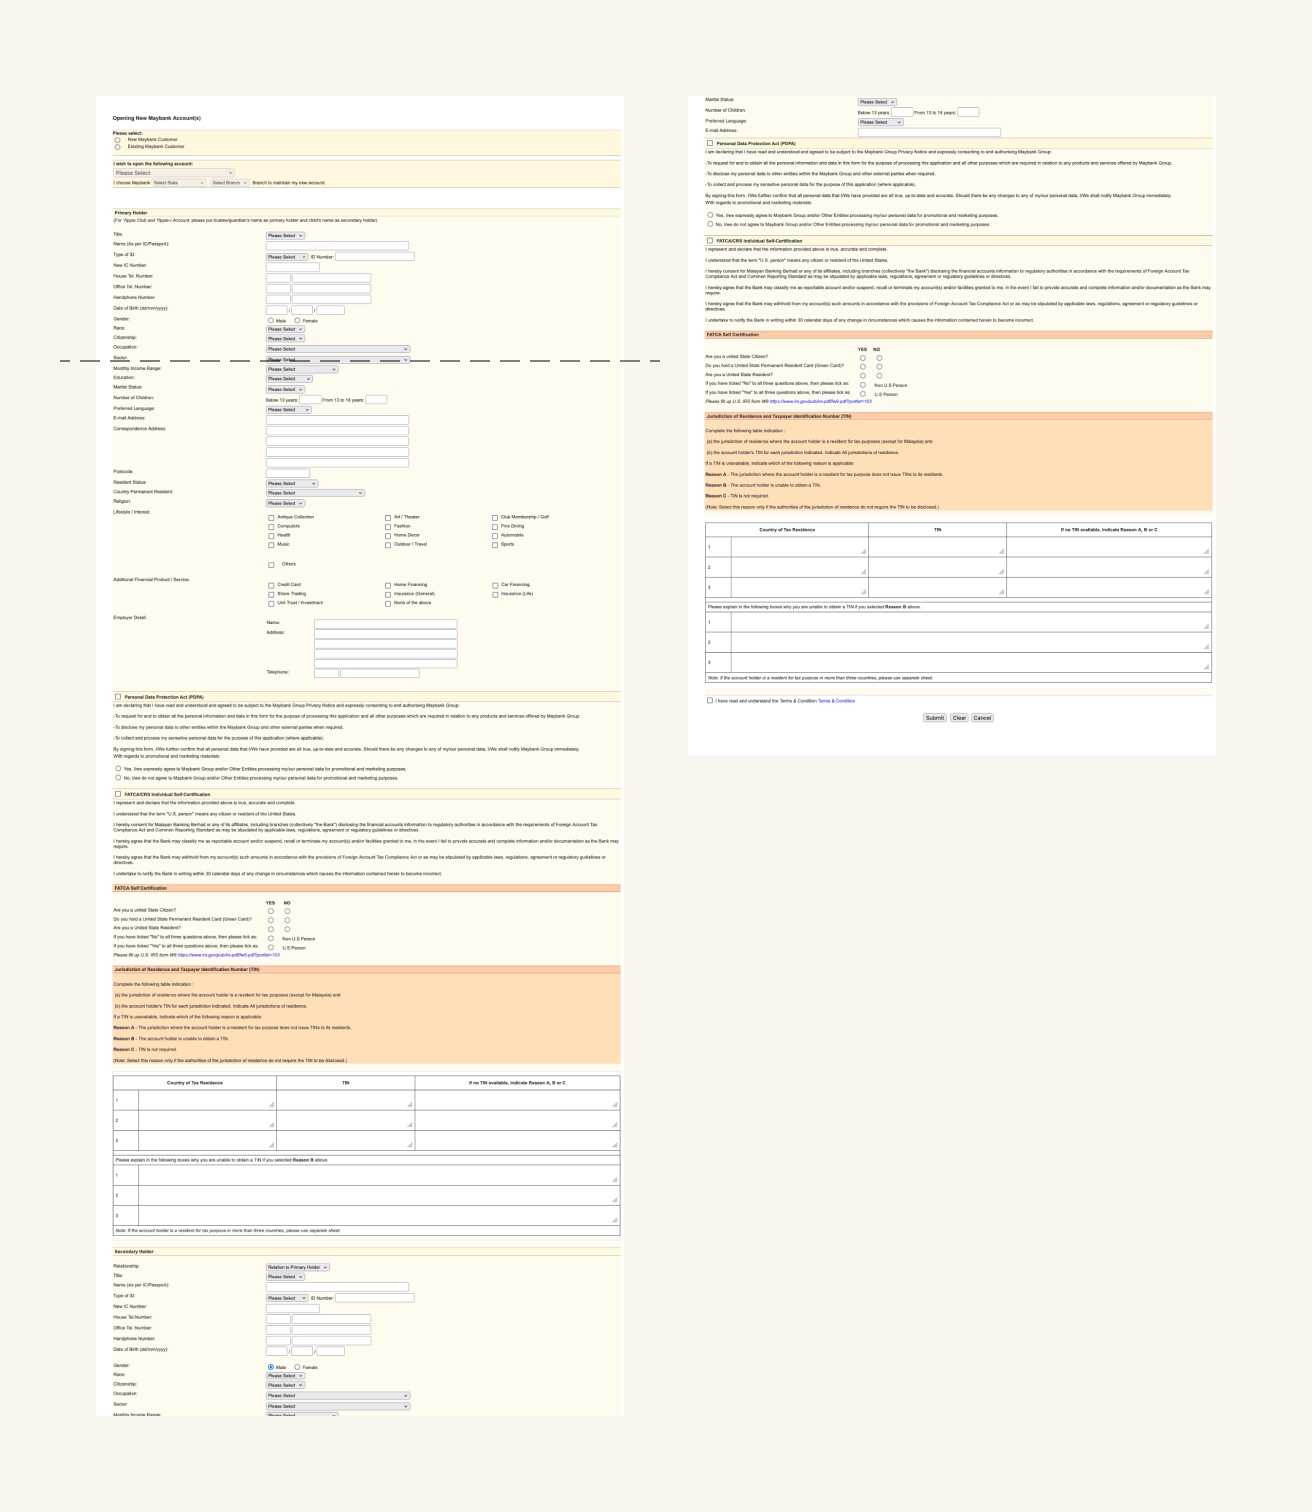 Opening New Maybank Account(s)
Please select:
New Maybank Customer
Existing Maybank Customer
I wish to open the following account:
Please Select
I choose Maybank Select State Select Branch Branch to maintain my new account.
Primary Holder
(For Yippie Club and Yippie-i Account, please put trustee/guardian's name as primary holder and child's name as secondary holder)
Title: Please Select
Name (As per IC/Passport):
Type of ID: Please Select ID Number:
New IC Number:
House Tel. Number:
Office Tel. Number:
Handphone Number:
Date of Birth (dd/mm/yyyy): / /
Gender: Male Female
Race: Please Select
Citizenship: Please Select
Occupation: Please Select
Sector: Please Select
Monthly Income Range: Please Select
Education: Please Select
Marital Status: Please Select
Number of Children: Below 13 years: From 13 to 18 years:
Preferred Language: Please Select
E-mail Address:
Correspondence Address:
Postcode:
Resident Status: Please Select
Country Permanent Resident: Please Select
Religion: Please Select
Lifestyle / Interest:
Antique Collection Art / Theater Club Membership / Golf
Computers Fashion Fine Dining
Health Home Decor Automobile
Music Outdoor / Travel Sports
Others
Additional Financial Product / Service:
Credit Card Home Financing Car Financing
Share Trading Insurance (General) Insurance (Life)
Unit Trust / Investment None of the above
Employer Detail:
Name:
Address:
Telephone:
Personal Data Protection Act (PDPA)
I am declaring that I have read and understood and agreed to be subject to the Maybank Group Privacy Notice and expressly consenting to and authorising Maybank Group:
-To request for and to obtain all the personal information and data in this form for the purpose of processing this application and all other purposes which are required in relation to any products and services offered by Maybank Group.
-To disclose my personal data to other entities within the Maybank Group and other external parties when required.
-To collect and process my sensitive personal data for the purpose of this application (where applicable).
By signing this form, I/We further confirm that all personal data that I/We have provided are all true, up-to-date and accurate. Should there be any changes to any of my/our personal data, I/We shall notify Maybank Group immediately.
With regards to promotional and marketing materials:
Yes, I/we expressly agree to Maybank Group and/or Other Entities processing my/our personal data for promotional and marketing purposes.
No, I/we do not agree to Maybank Group and/or Other Entities processing my/our personal data for promotional and marketing purposes.
FATCA/CRS Individual Self-Certification
I represent and declare that the information provided above is true, accurate and complete.
I understand that the term "U.S. person" means any citizen or resident of the United States.
I hereby consent for Malayan Banking Berhad or any of its affiliates, including branches (collectively "the Bank") disclosing the financial accounts information to regulatory authorities in accordance with the requirements of Foreign Account Tax
Compliance Act and Common Reporting Standard as may be stipulated by applicable laws, regulations, agreement or regulatory guidelines or directives.
I hereby agree that the Bank may classify me as reportable account and/or suspend, recall or terminate my account(s) and/or facilities granted to me, in the event I fail to provide accurate and complete information and/or documentation as the Bank may
require.
I hereby agree that the Bank may withhold from my account(s) such amounts in accordance with the provisions of Foreign Account Tax Compliance Act or as may be stipulated by applicable laws, regulations, agreement or regulatory guidelines or
directives.
I undertake to notify the Bank in writing within 30 calendar days of any change in circumstances which causes the information contained herein to become incorrect.
FATCA Self Certification
YES NO
Are you a united State Citizen?
Do you hold a United State Permanent Resident Card (Green Card)?
Are you a United State Resident?
If you have ticked "No" to all three questions above, then please tick as: Non U.S Person
If you have ticked "Yes" to all three questions above, then please tick as: U.S Person
Please fill up U.S. IRS form W9 https://www.irs.gov/pub/irs-pdf/fw9.pdf?portlet=103
Jurisdiction of Residence and Taxpayer Identification Number (TIN)
Complete the following table indication :
(a) the jurisdiction of residence where the account holder is a resident for tax purposes (except for Malaysia) and
(b) the account holder's TIN for each jurisdiction indicated. Indicate All jurisdictions of residence.
If a TIN is unavailable, indicate which of the following reason is applicable:
Reason A - The jurisdiction where the account holder is a resident for tax purpose does not issue TINs to its residents.
Reason B - The account holder is unable to obtain a TIN.
Reason C - TIN is not required.
(Note: Select this reason only if the authorities of the jurisdiction of residence do not require the TIN to be disclosed.)
Country of Tax Residence TIN If no TIN available, indicate Reason A, B or C
1
2
3
Please explain in the following boxes why you are unable to obtain a TIN if you selected Reason B above.
1
2
3
Note: If the account holder is a resident for tax purpose in more than three countries, please use separate sheet.
Secondary Holder
Relationship: Relation to Primary Holder
Title: Please Select
Name (As per IC/Passport):
Type of ID: Please Select ID Number:
New IC Number:
House Tel.Number:
Office Tel. Number:
Handphone Number:
Date of Birth (dd/mm/yyyy): / /
Gender: Male Female
Race: Please Select
Citizenship: Please Select
Occupation: Please Select
Sector: Please Select
Monthly Income Range: Please Select
Marital Status: Please Select
Number of Children: Below 13 years: From 13 to 18 years:
Preferred Language: Please Select
E-mail Address:
Personal Data Protection Act (PDPA)
I am declaring that I have read and understood and agreed to be subject to the Maybank Group Privacy Notice and expressly consenting to and authorising Maybank Group:
-To request for and to obtain all the personal information and data in this form for the purpose of processing this application and all other purposes which are required in relation to any products and services offered by Maybank Group.
-To disclose my personal data to other entities within the Maybank Group and other external parties when required.
-To collect and process my sensitive personal data for the purpose of this application (where applicable).
By signing this form, I/We further confirm that all personal data that I/We have provided are all true, up-to-date and accurate. Should there be any changes to any of my/our personal data, I/We shall notify Maybank Group immediately.
With regards to promotional and marketing materials:
Yes, I/we expressly agree to Maybank Group and/or Other Entities processing my/our personal data for promotional and marketing purposes.
No, I/we do not agree to Maybank Group and/or Other Entities processing my/our personal data for promotional and marketing purposes.
FATCA/CRS Individual Self-Certification
I represent and declare that the information provided above is true, accurate and complete.
I understand that the term "U.S. person" means any citizen or resident of the United States.
I hereby consent for Malayan Banking Berhad or any of its affiliates, including branches (collectively "the Bank") disclosing the financial accounts information to regulatory authorities in accordance with the requirements of Foreign Account Tax
Compliance Act and Common Reporting Standard as may be stipulated by applicable laws, regulations, agreement or regulatory guidelines or directives.
I hereby agree that the Bank may classify me as reportable account and/or suspend, recall or terminate my account(s) and/or facilities granted to me, in the event I fail to provide accurate and complete information and/or documentation as the Bank may
require.
I hereby agree that the Bank may withhold from my account(s) such amounts in accordance with the provisions of Foreign Account Tax Compliance Act or as may be stipulated by applicable laws, regulations, agreement or regulatory guidelines or
directives.
I undertake to notify the Bank in writing within 30 calendar days of any change in circumstances which causes the information contained herein to become incorrect.
FATCA Self Certification
YES NO
Are you a united State Citizen?
Do you hold a United State Permanent Resident Card (Green Card)?
Are you a United State Resident?
If you have ticked "No" to all three questions above, then please tick as: Non U.S Person
If you have ticked "Yes" to all three questions above, then please tick as: U.S Person
Please fill up U.S. IRS form W9 https://www.irs.gov/pub/irs-pdf/fw9.pdf?portlet=103
Jurisdiction of Residence and Taxpayer Identification Number (TIN)
Complete the following table indication :
(a) the jurisdiction of residence where the account holder is a resident for tax purposes (except for Malaysia) and
(b) the account holder's TIN for each jurisdiction indicated. Indicate All jurisdictions of residence.
If a TIN is unavailable, indicate which of the following reason is applicable:
Reason A - The jurisdiction where the account holder is a resident for tax purpose does not issue TINs to its residents.
Reason B - The account holder is unable to obtain a TIN.
Reason C - TIN is not required.
(Note: Select this reason only if the authorities of the jurisdiction of residence do not require the TIN to be disclosed.)
Country of Tax Residence TIN If no TIN available, indicate Reason A, B or C
1
2
3
Please explain in the following boxes why you are unable to obtain a TIN if you selected Reason B above.
1
2
3
Note: If the account holder is a resident for tax purpose in more than three countries, please use separate sheet.
I have read and understand the Terms & Condition Terms & Condition
Submit Clear Cancel